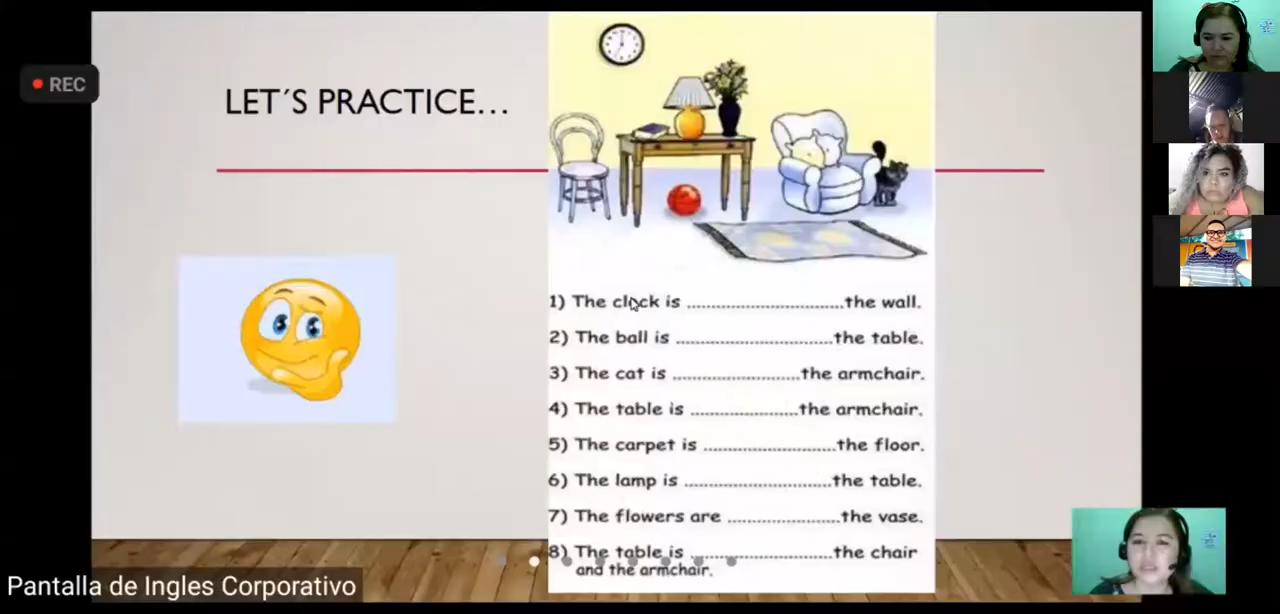 REC
LET´S PRACTICE...
1) The clock is ................................the wall.
2) The ball is ................................the table.
3) The cat is ..........................the armchair.
4) The table is ......................the armchair.
5) The carpet is ...........................the floor.
6) The lamp is ..............................the table.
7) The flowers are .......................the vase.
8) The table is .............................the chair
and the armchair.
Pantalla de Ingles Corporativo